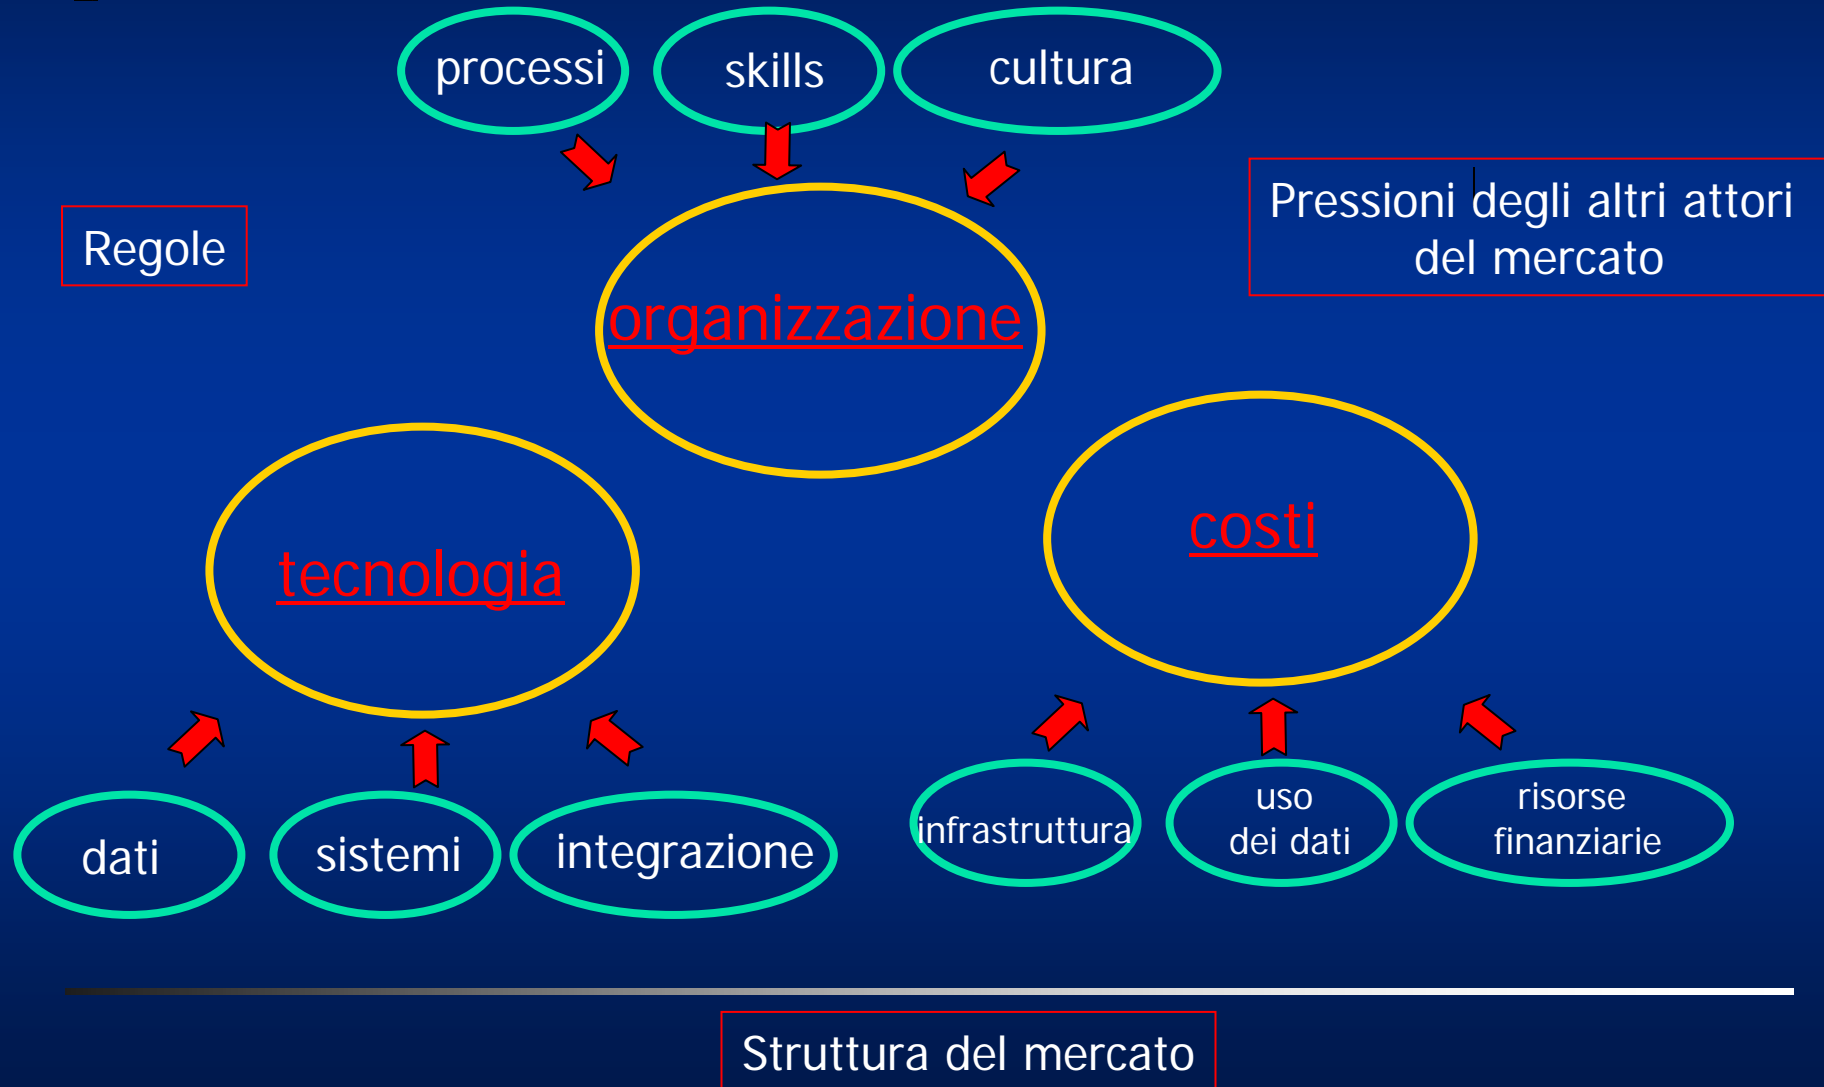 processi
skills
cultura
Regole
Pressioni degli altri attori
del mercato
organizzazione
tecnologia
costi
dati
sistemi
integrazione
infrastruttura
uso
dei dati
risorse
finanziarie
Struttura del mercato